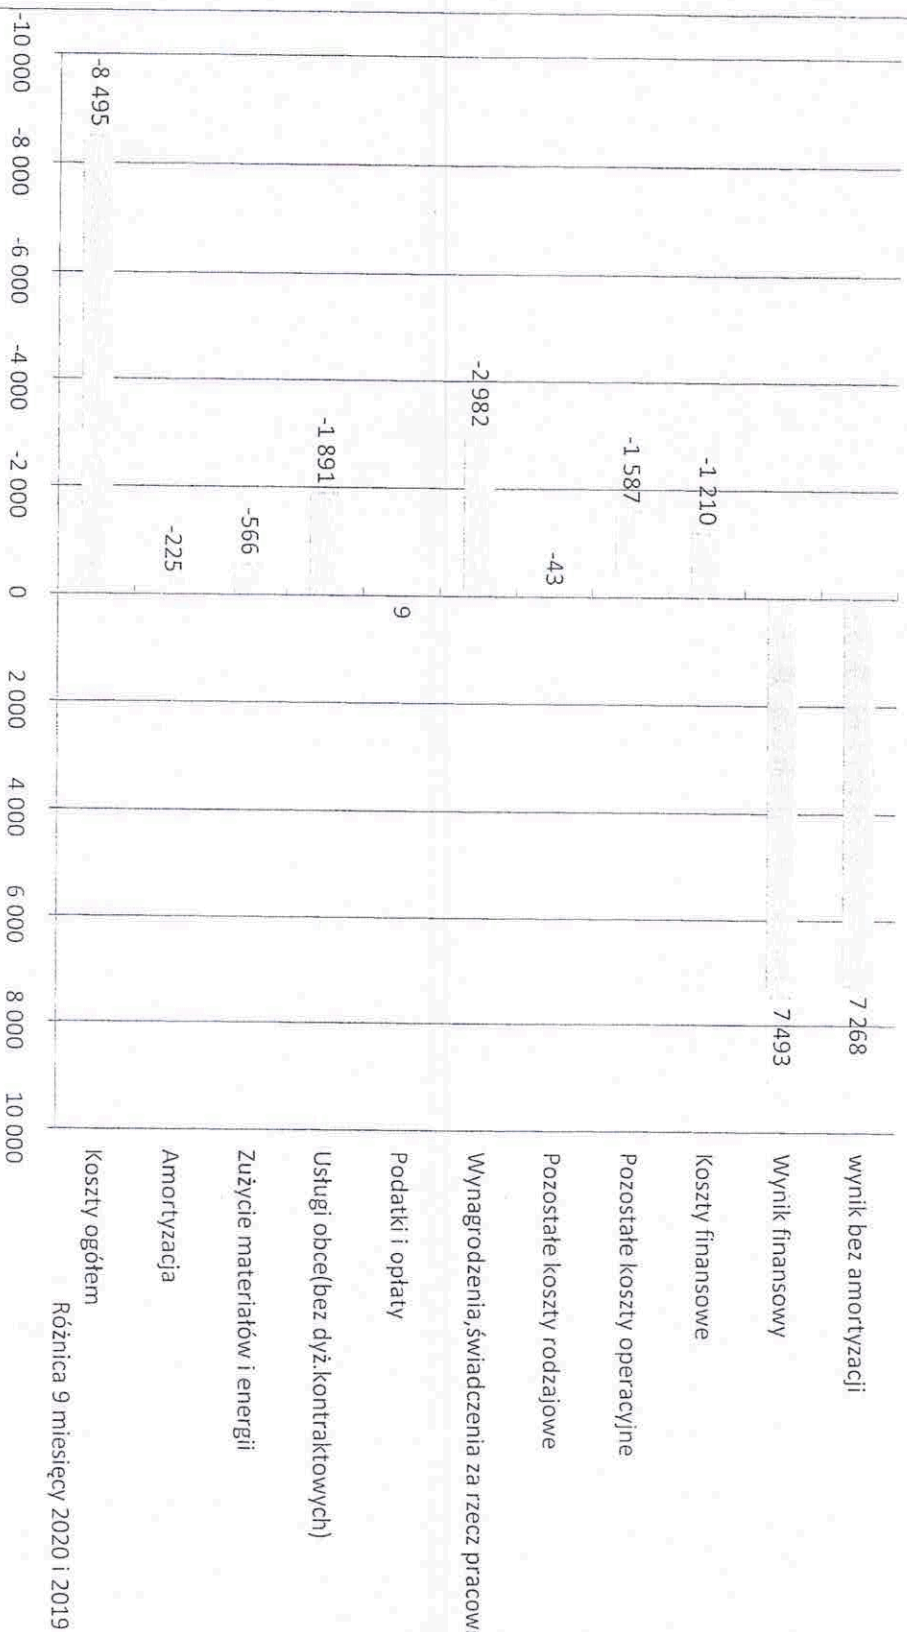 wynik bez amortyzacji
7 268
Wynik finansowy
7 493
Koszty finansowe
-1 210
Pozostałe koszty operacyjne
-1 587
Pozostałe koszty rodzajowe
-43
Wynagrodzenia,świadczenia za rzecz pracow
-2 982
Podatki i opłaty
9
Usługi obce(bez dyż.kontraktowych)
-1 891
Zużycie materiałów i energii
-566
Amortyzacja
-225
Koszty ogółem
-8 495
Różnica 9 miesięcy 2020 i 2019
-10 000 -8 000 -6 000 -4 000 -2 000 0 2 000 4 000 6 000 8 000 10 000